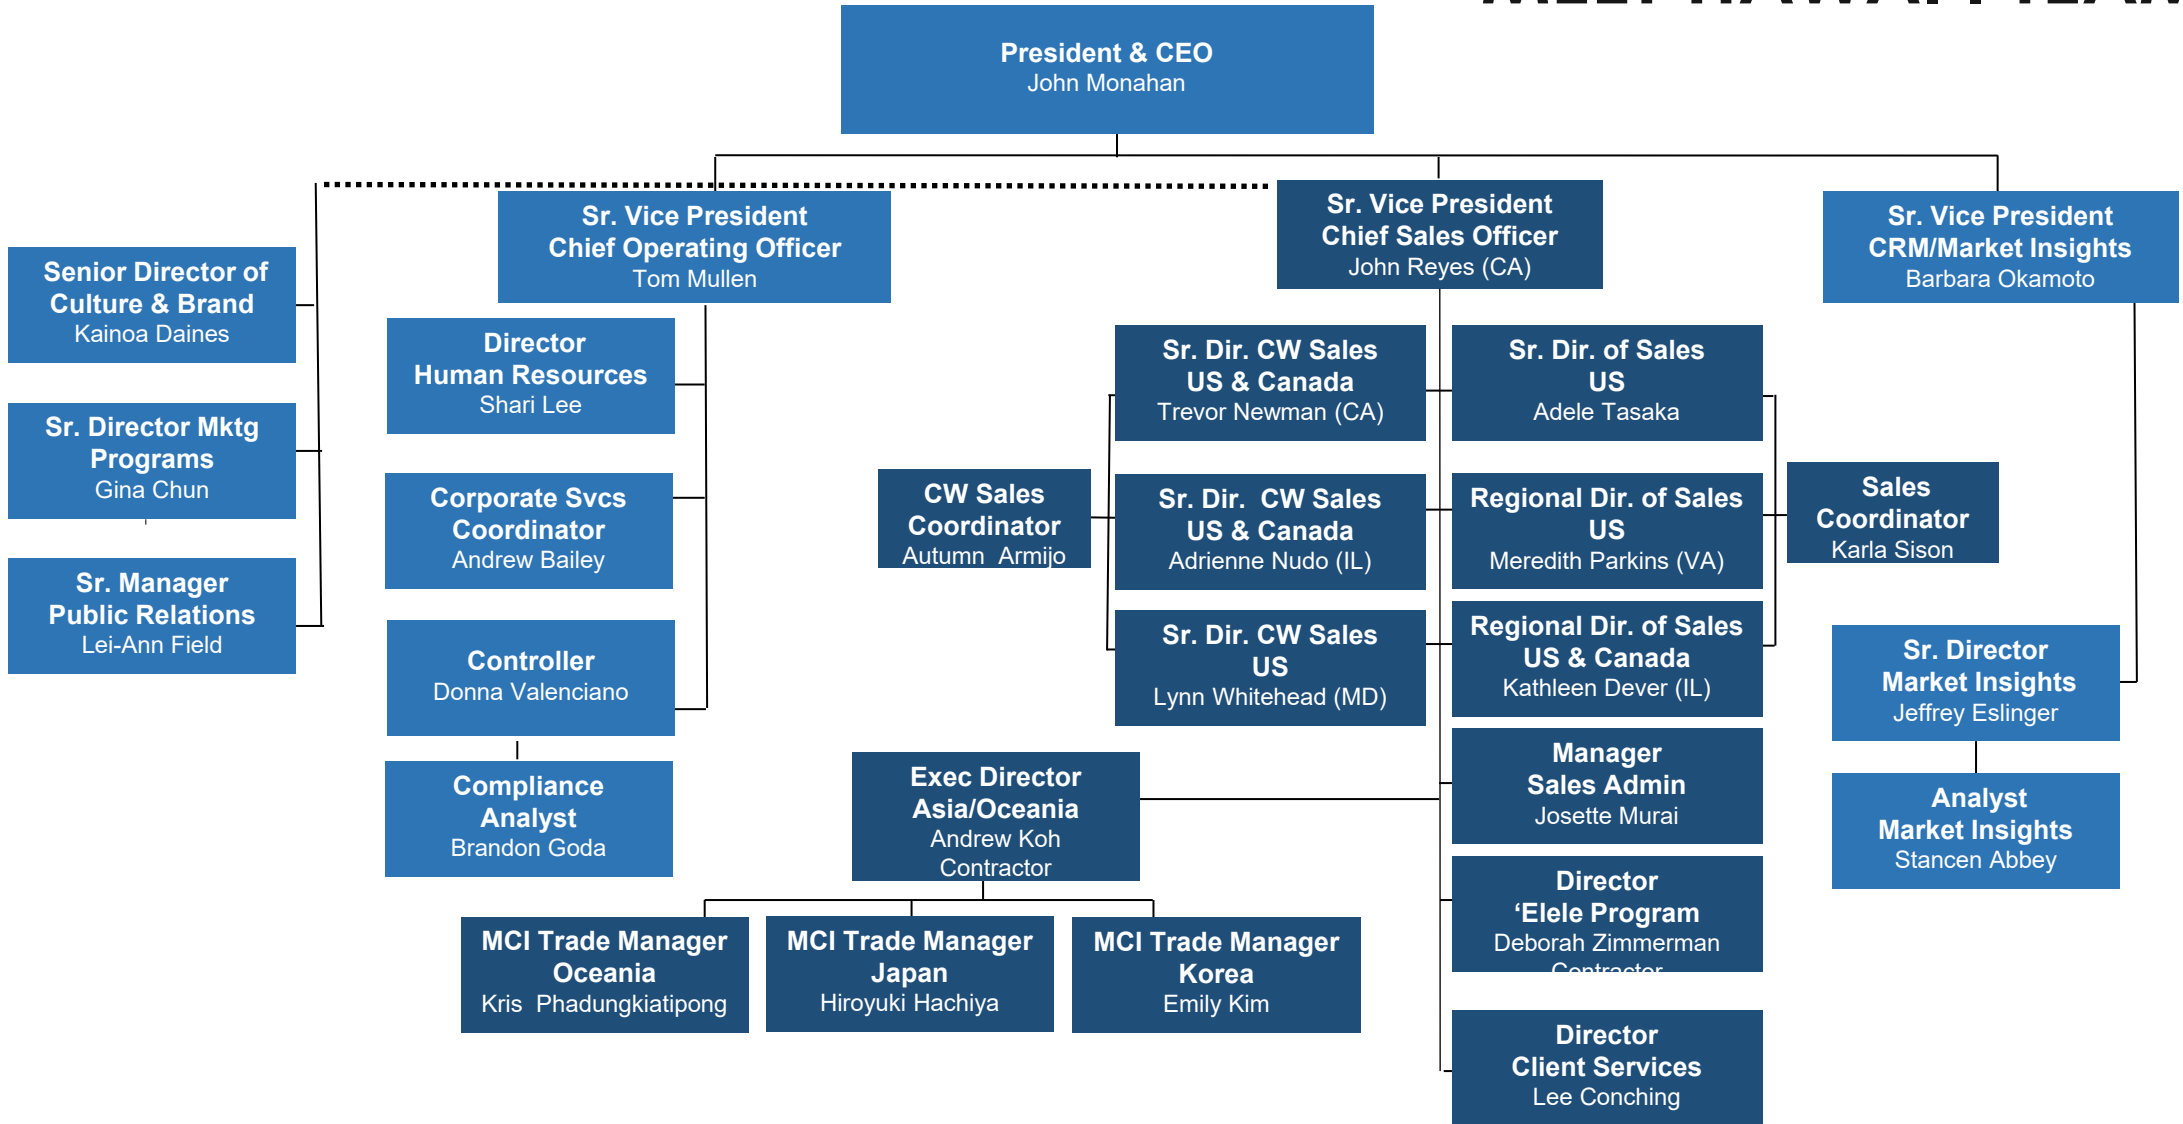 President & CEO
John Monahan
Sr. Vice President
Chief Operating Officer
Tom Mullen
Sr. Vice President
Chief Sales Officer
John Reyes (CA)
Sr. Vice President
CRM/Market Insights
Barbara Okamoto
Senior Director of
Culture & Brand
Kainoa Daines
Sr. Director Mktg
Programs
Gina Chun
Sr. Manager
Public Relations
Lei-Ann Field
Director
Human Resources
Shari Lee
Corporate Svcs
Coordinator
Andrew Bailey
Controller
Donna Valenciano
Compliance
Analyst
Brandon Goda
CW Sales
Coordinator
Autumn Armijo
Sr. Dir. CW Sales
US & Canada
Trevor Newman (CA)
Sr. Dir. CW Sales
US & Canada
Adrienne Nudo (IL)
Sr. Dir. CW Sales
US
Lynn Whitehead (MD)
Sr. Dir. of Sales
US
Adele Tasaka
Regional Dir. of Sales
US
Meredith Parkins (VA)
Regional Dir. of Sales
US & Canada
Kathleen Dever (IL)
Sales
Coordinator
Karla Sison
Manager
Sales Admin
Josette Murai
Director
‘Elele Program
Deborah Zimmerman
Contractor
Director
Client Services
Lee Conching
Exec Director
Asia/Oceania
Andrew Koh
Contractor
MCI Trade Manager
Oceania
Kris Phadungkiatipong
MCI Trade Manager
Japan
Hiroyuki Hachiya
MCI Trade Manager
Korea
Emily Kim
Sr. Director
Market Insights
Jeffrey Eslinger
Analyst
Market Insights
Stancen Abbey